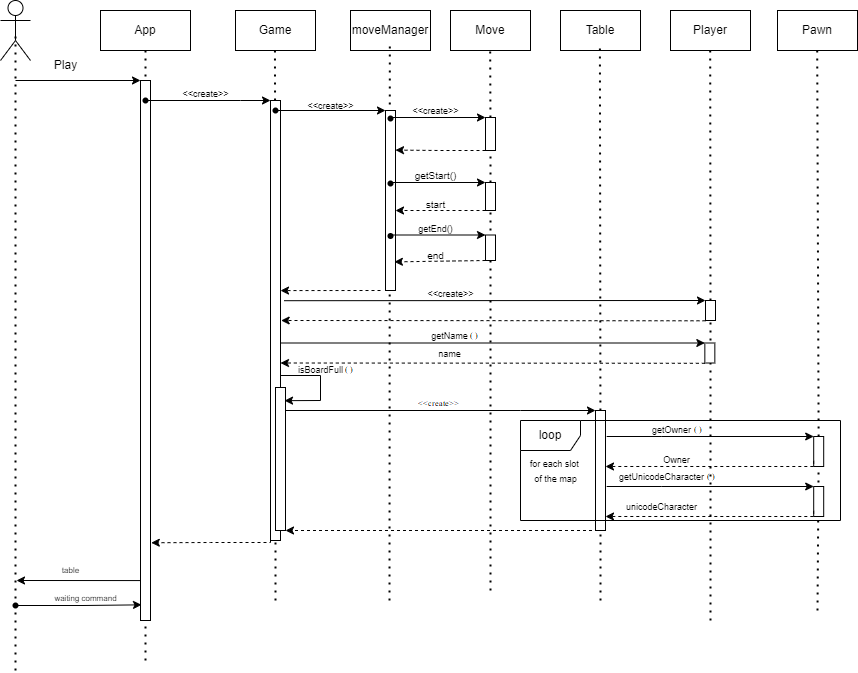 App
Game
moveManager
Move
Table
Player
Pawn
Play
<<create>>
<<create>>
<<create>>
getStart()
start
getEnd()
end
<<create>>
getName ( )
name
isBoardFull ( )
<<create>>
loop
for each slot
of the map
getOwner ( )
Owner
getUnicodeCharacter (*)
unicodeCharacter
table
waiting command